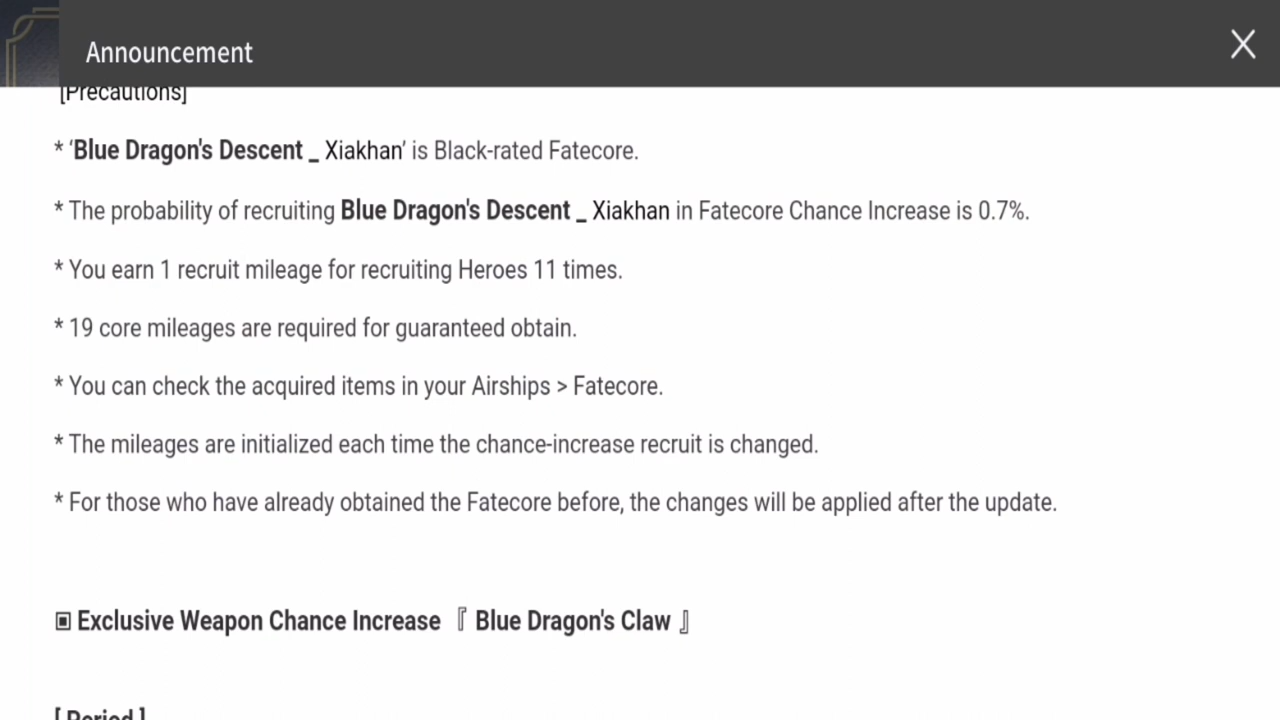 Announcement
[Precautions]
* ‘Blue Dragon's Descent _ Xiakhan’ is Black-rated Fatecore.
* The probability of recruiting Blue Dragon's Descent _ Xiakhan in Fatecore Chance Increase is 0.7%.
* You earn 1 recruit mileage for recruiting Heroes 11 times.
* 19 core mileages are required for guaranteed obtain.
* You can check the acquired items in your Airships > Fatecore.
* The mileages are initialized each time the chance-increase recruit is changed.
* For those who have already obtained the Fatecore before, the changes will be applied after the update.
▣ Exclusive Weapon Chance Increase 『 Blue Dragon's Claw 』
[ Period ]